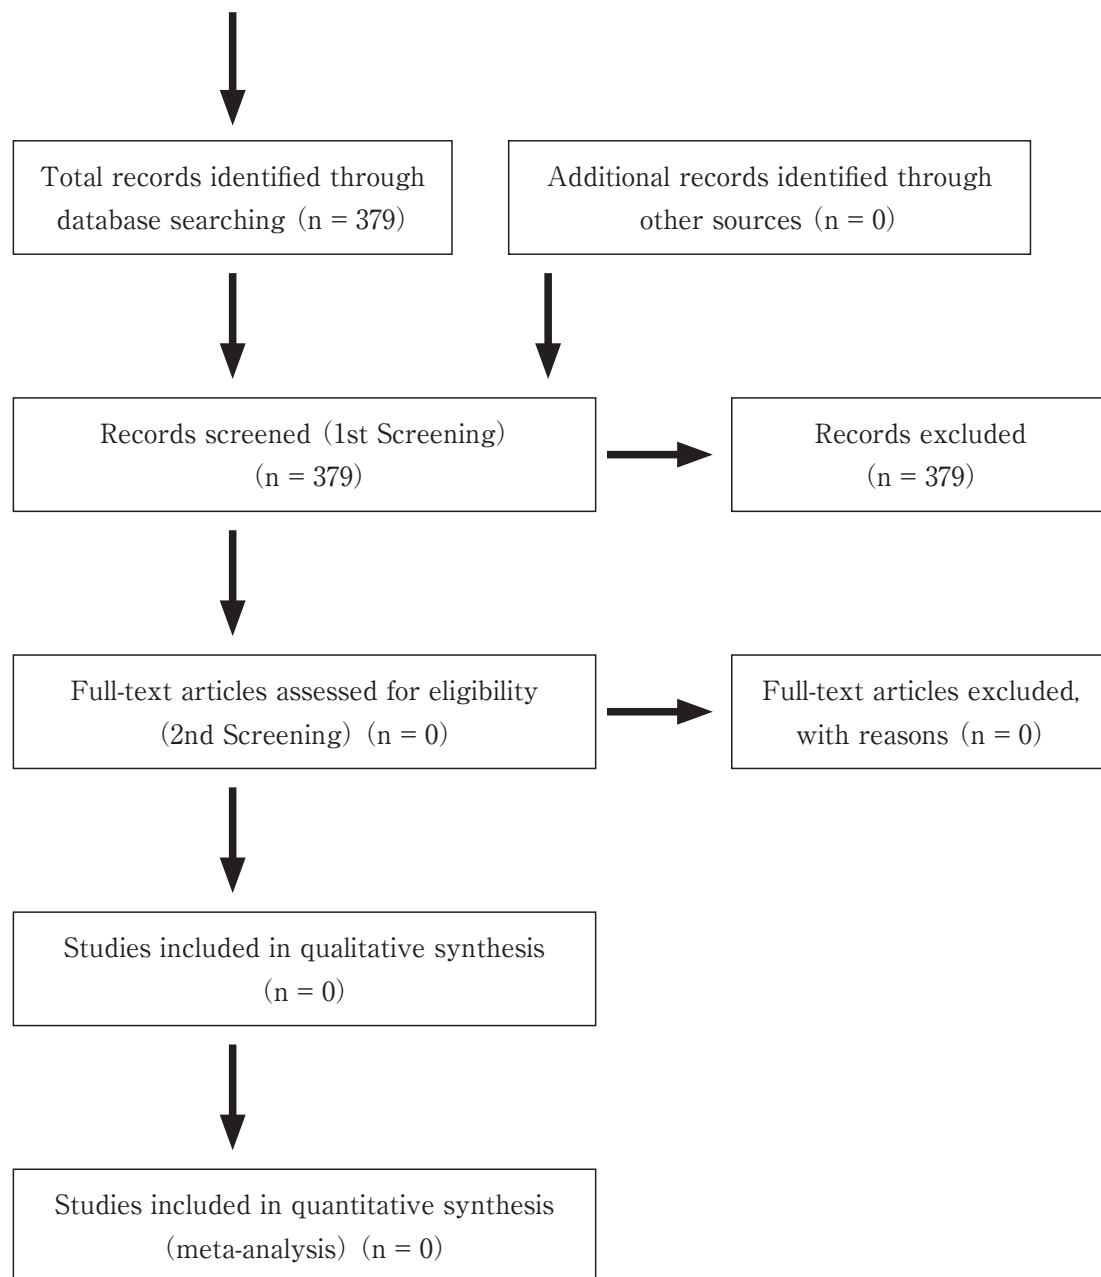 Total records identified through
database searching (n = 379)
Additional records identified through
other sources (n = 0)
Records screened (1st Screening)
(n = 379)
Records excluded
(n = 379)
Full-text articles assessed for eligibility
(2nd Screening) (n = 0)
Full-text articles excluded,
with reasons (n = 0)
Studies included in qualitative synthesis
(n = 0)
Studies included in quantitative synthesis
(meta-analysis) (n = 0)